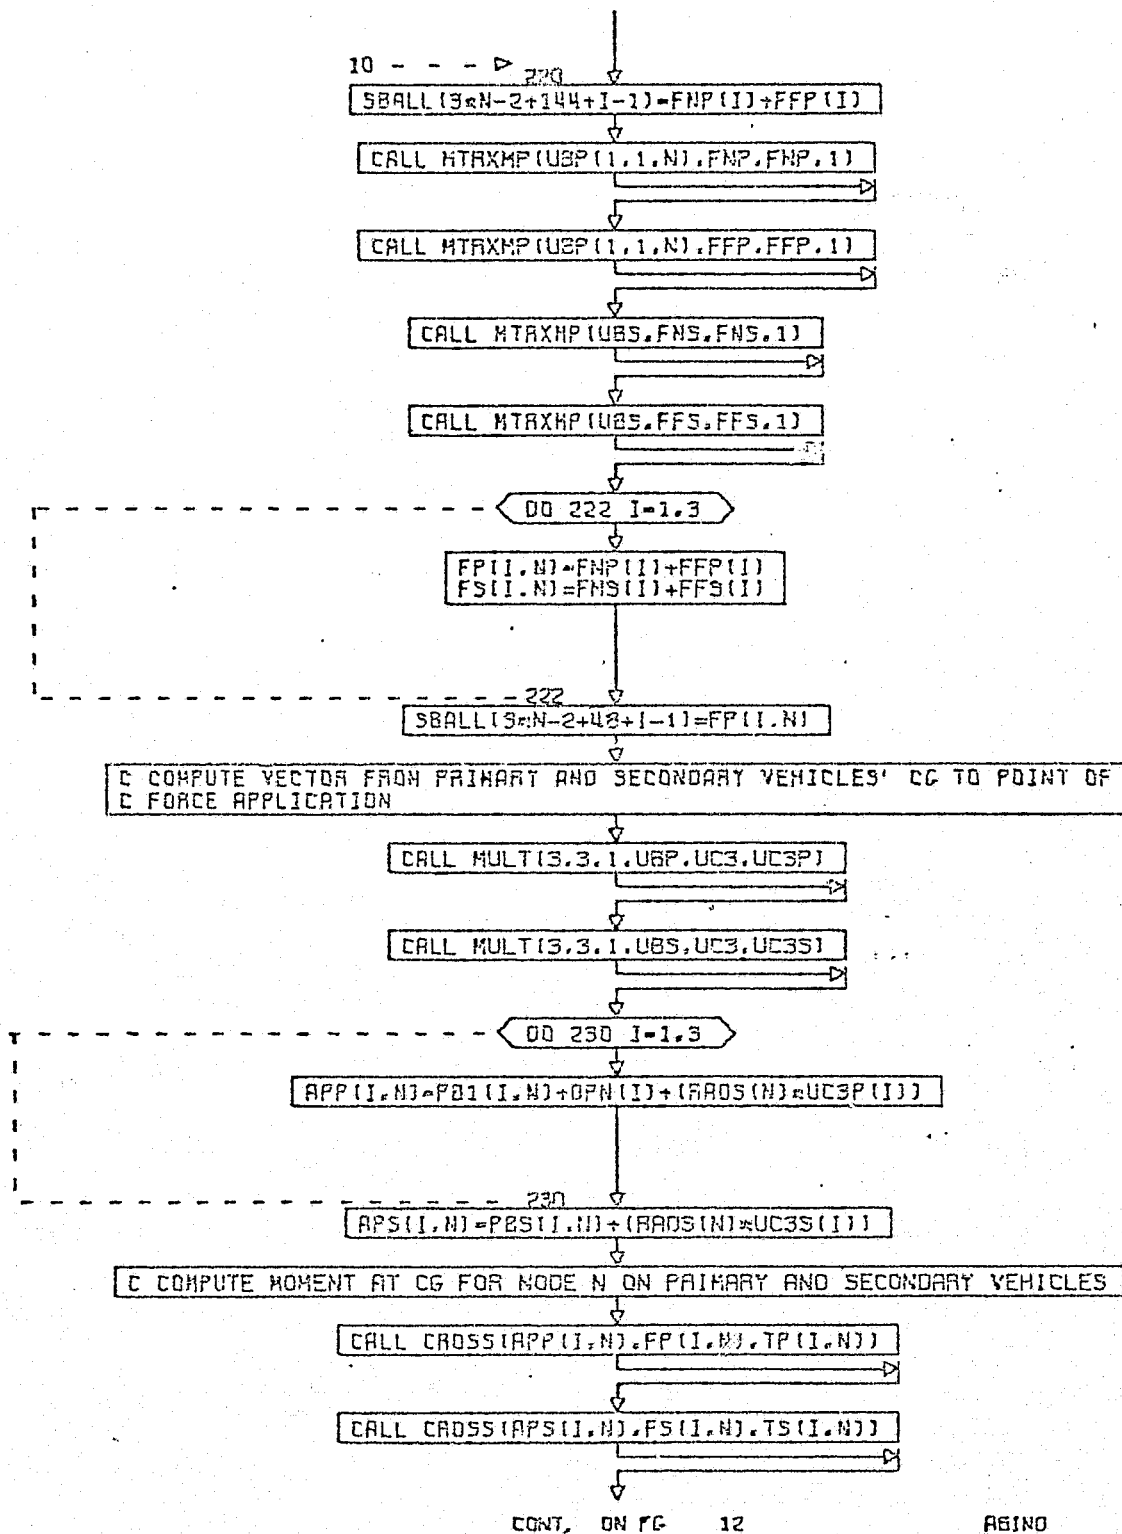 10
220
SBALL(3*N-2+144+I-1)=FNP(I)+FFP(I)
CALL MTRXMP(UBP(1,1,N),FNP,FNP,1)
CALL MTRXMP(UBP(1,1,N),FFP,FFP,1)
CALL MTRXMP(UBS,FNS,FNS,1)
CALL MTRXMP(UBS,FFS,FFS,1)
DO 222 I=1,3
FP(I,N)=FNP(I)+FFP(I)
FS(I,N)=FNS(I)+FFS(I)
222
SBALL(3*N-2+48+I-1)=FP(I,N)
C COMPUTE VECTOR FROM PRIMARY AND SECONDARY VEHICLES' CG TO POINT OF
C FORCE APPLICATION
CALL MULT(3,3,1,UBP,UC3,UC3P)
CALL MULT(3,3,1,UBS,UC3,UC3S)
DO 230 I=1,3
APP(I,N)=PB1(I,N)+DPN(I)+(RADS(N)*UC3P(I))
230
APS(I,N)=PBS(I,N)+(RADS(N)*UC3S(I))
C COMPUTE MOMENT AT CG FOR NODE N ON PRIMARY AND SECONDARY VEHICLES
CALL CROSS(APP(I,N),FP(I,N),TP(I,N))
CALL CROSS(APS(I,N),FS(I,N),TS(I,N))
CONT, ON PG 12 ABINO